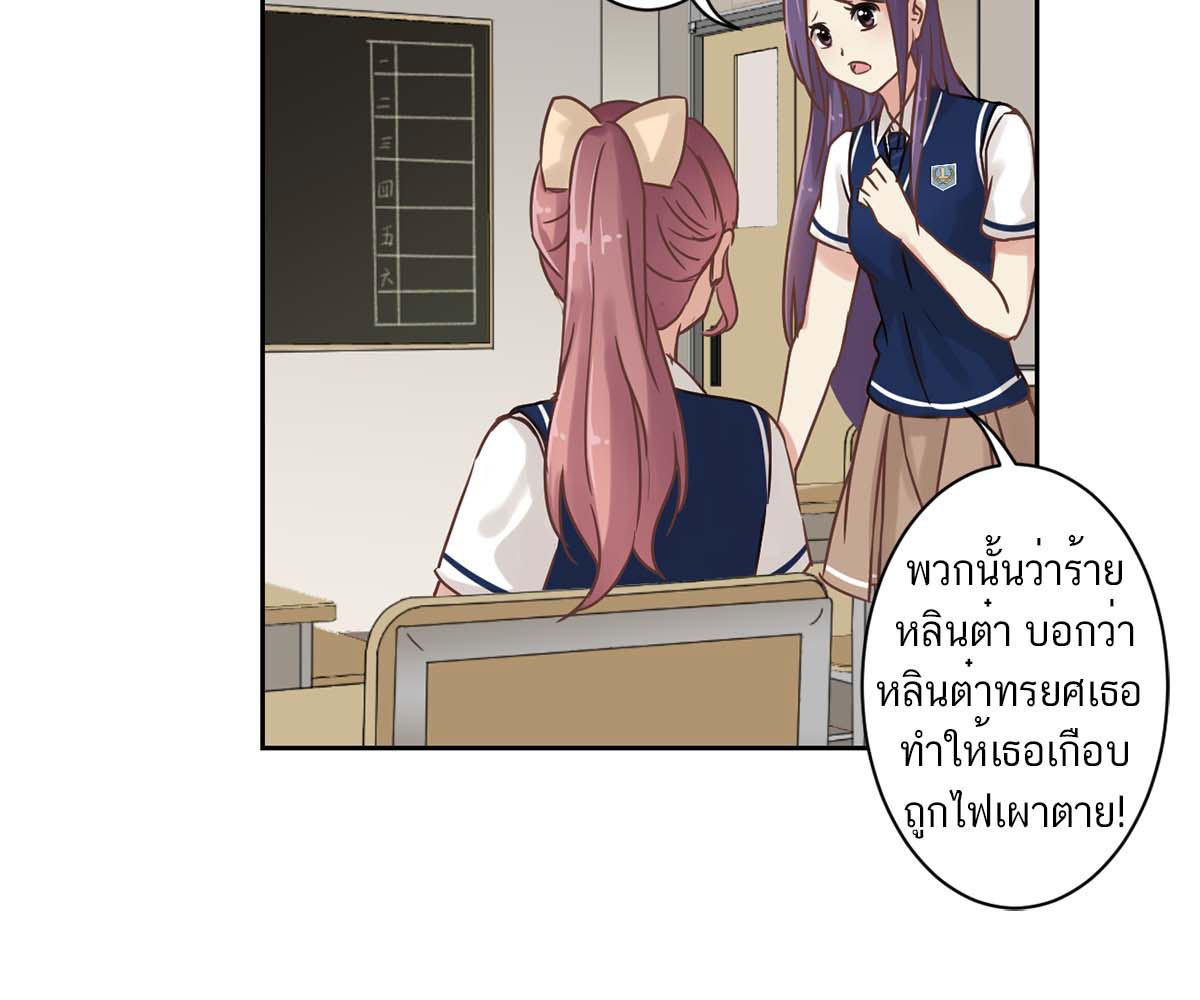 一
二
三
四
五
六
พวกนั้นว่าร้าย
หลินต๋า บอกว่า
หลินต๋าทรยศเธอ
ทำให้เธอเกือบ
ถูกไฟเผาตาย!